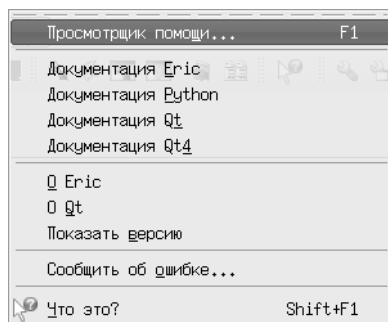 Просмотрщик помощи... F1
Документация Eric
Документация Python
Документация Qt
Документация Qt4
О Eric
О Qt
Показать версию
Сообщить об ошибке...
Что это? Shift+F1